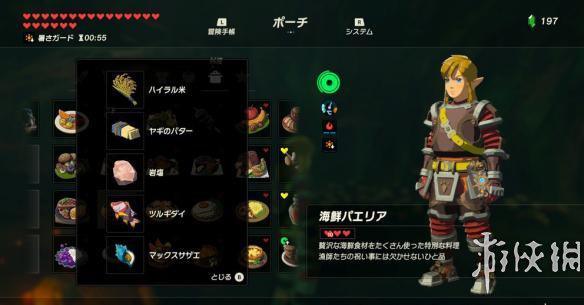 L
冒険手帳
ポーチ
R
システム
197
暑さガード 00:55
ハイラル米
ヤギのバター
岩塩
ツルギダイ
マックスサザエ
とじる B
海鮮パエリア
贅沢な海鮮食材をたくさん使った特別な料理
漁師たちの祝い事には欠かせないひと品
游侠网